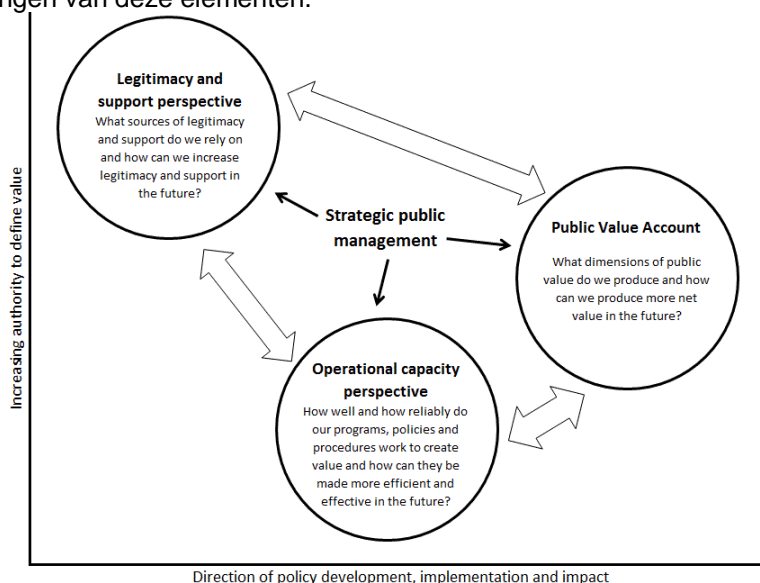 ngen van deze elementen.
Legitimacy and
support perspective
What sources of legitimacy
and support do we rely on
and how can we increase
legitimacy and support in
the future?
Strategic public
management
Public Value Account
What dimensions of public
value do we produce and how
can we produce more net
value in the future?
Operational capacity
perspective
How well and how reliably do
our programs, policies and
procedures work to create
value and how can they be
made more efficient and
effective in the future?
Increasing authority to define value
Direction of policy development, implementation and impact